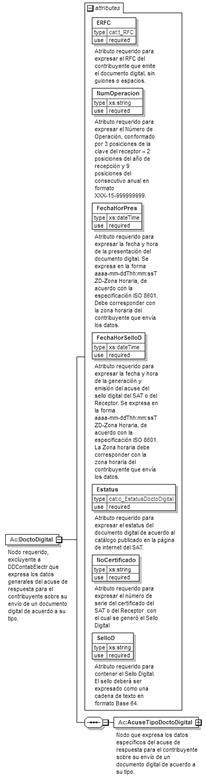 attributes
ERFC
type cat:t_RFC
use required
Atributo requerido para
expresar el RFC del
contribuyente que emite
el documento digital, sin
guiones o espacios.
NumOperacion
type xs:string
use required
Atributo requerido para
expresar el Número de
Operación, conformado
por 3 posiciones de la
clave del receptor – 2
posiciones del año de
recepción y 9
posiciones del
consecutivo anual en
formato
XXX-15-999999999.
FechaHorPres
type xs:dateTime
use required
Atributo requerido para
expresar la fecha y hora
de la presentación del
documento digital. Se
expresa en la forma
aaaa-mm-ddThh:mm:ssT
ZD-Zona Horaria, de
acuerdo con la
especificación ISO 8601.
Debe corresponder con
la zona horaria del
contribuyente que envía
los datos.
FechaHorSelloD
type xs:dateTime
use required
Atributo requerido para
expresar la fecha y hora
de la generación y
emisión del acuse del
sello digital del SAT o del
Receptor. Se expresa en
la forma
aaaa-mm-ddThh:mm:ssT
ZD-Zona Horaria, de
acuerdo con la
especificación ISO 8601.
La Zona horaria debe
corresponder con la
zona horaria del
contribuyente que envía
los datos.
Estatus
type cat:c_EstatusDoctoDigital
use required
Atributo requerido para
expresar el estatus del
documento digital de acuerdo al
catálogo publicado en la página
de internet del SAT.
NoCertificado
type xs:string
use required
Atributo requerido para
expresar el número de
serie del certificado del
SAT o del Receptor con
el cual se generó el Sello
Digital
SelloD
type xs:string
use required
Atributo requerido para
contener el Sello Digital.
El sello deberá ser
expresado como una
cadena de texto en
formato Base 64.
Ac:DoctoDigital
Nodo requerido,
excluyente a
DDContabElectr que
expresa los datos
generales del acuse de
respuesta para el
contribuyente sobre su
envío de un documento
digital de acuerdo a su
tipo.
Ac:AcuseTipoDoctoDigital
Nodo que expresa los datos
específicos del acuse de
respuesta para el contribuyente
sobre su envío de un
documento digital de acuerdo a
su tipo.